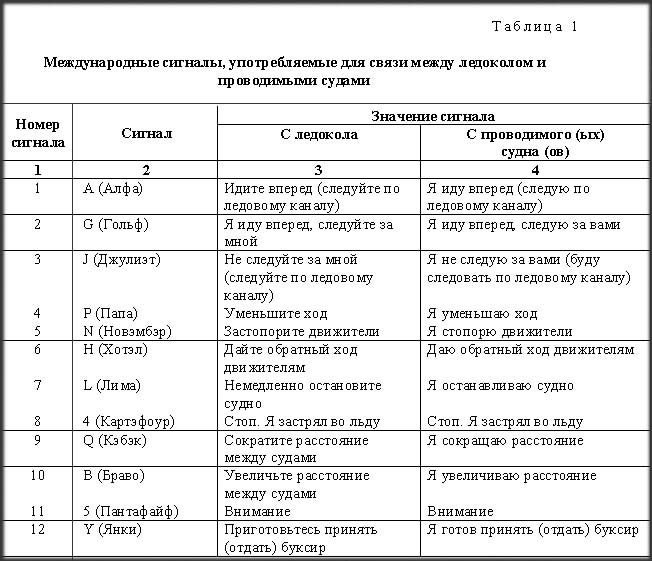 Таблица 1
Международные сигналы, употребляемые для связи между ледоколом и
проводимыми судами
Номер сигнала Сигнал Значение сигнала
С ледокола С проводимого (ых) судна (ов)
1 2 3 4
1 A (Алфа) Идите вперед (следуйте по Я иду вперед (следую по
ледовому каналу) ледовому каналу)
2 G (Гольф) Я иду вперед, следуйте за Я иду вперед, следую за вами
мной
3 J (Джулиэт) Не следуйте за мной Я не следую за вами (буду
(следуйте по ледовому следовать по ледовому каналу)
каналу)
4 P (Папа) Уменьшите ход Я уменьшаю ход
5 N (Новэмбэр) Застопорите движители Я стопорю движители
6 H (Хотэл) Дайте обратный ход Даю обратный ход движителям
движителям
7 L (Лима) Немедленно остановите Я останавливаю судно
судно
8 4 (Картэфоур) Стоп. Я застрял во льду Стоп. Я застрял во льду
9 Q (Кэбэк) Сократите расстояние Я сокращаю расстояние
между судами
10 B (Браво) Увеличьте расстояние Я увеличиваю расстояние
между судами
11 5 (Пантафайф) Внимание Внимание
12 Y (Янки) Приготовьтесь принять Я готов принять (отдать) буксир
(отдать) буксир